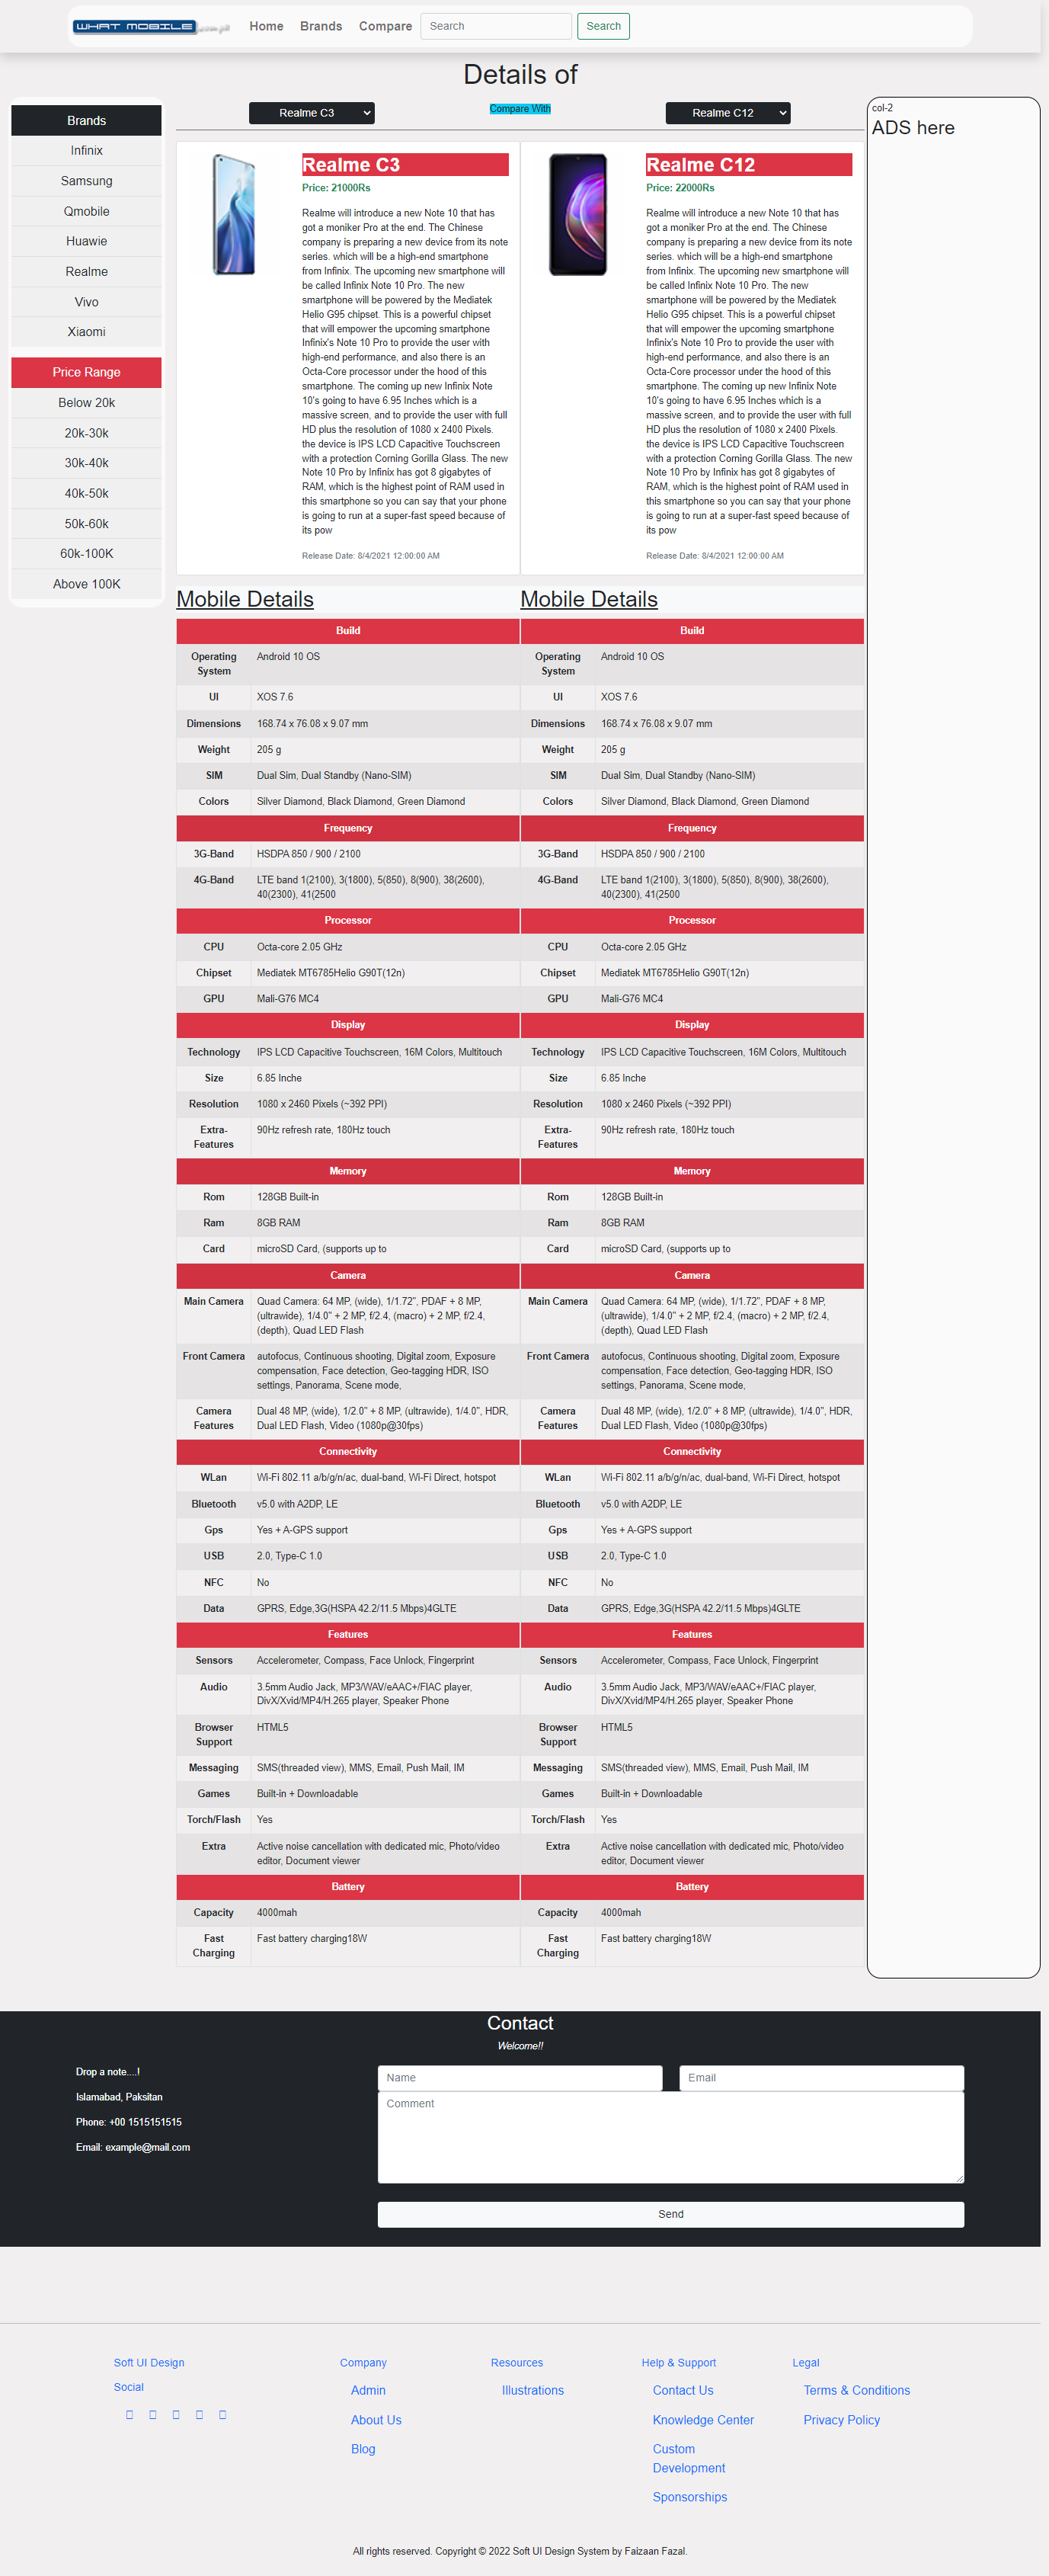 WHAT MOBILE.com.pk
Home Brands Compare Search Search
Details of
Brands
Infinix
Samsung
Qmobile
Huawie
Realme
Vivo
Xiaomi
Price Range
Below 20k
20k-30k
30k-40k
40k-50k
50k-60k
60k-100K
Above 100K
Realme C3 Compare With Realme C12
Realme C3
Price: 21000Rs
Realme will introduce a new Note 10 that has
got a moniker Pro at the end. The Chinese
company is preparing a new device from its note
series. which will be a high-end smartphone
from Infinix. The upcoming new smartphone will
be called Infinix Note 10 Pro. The new
smartphone will be powered by the Mediatek
Helio G95 chipset. This is a powerful chipset
that will empower the upcoming smartphone
Infinix's Note 10 Pro to provide the user with
high-end performance, and also there is an
Octa-Core processor under the hood of this
smartphone. The coming up new Infinix Note
10's going to have 6.95 Inches which is a
massive screen, and to provide the user with full
HD plus the resolution of 1080 x 2400 Pixels.
the device is IPS LCD Capacitive Touchscreen
with a protection Corning Gorilla Glass. The new
Note 10 Pro by Infinix has got 8 gigabytes of
RAM, which is the highest point of RAM used in
this smartphone so you can say that your phone
is going to run at a super-fast speed because of
its pow
Release Date: 8/4/2021 12:00:00 AM
Realme C12
Price: 22000Rs
Realme will introduce a new Note 10 that has
got a moniker Pro at the end. The Chinese
company is preparing a new device from its note
series. which will be a high-end smartphone
from Infinix. The upcoming new smartphone will
be called Infinix Note 10 Pro. The new
smartphone will be powered by the Mediatek
Helio G95 chipset. This is a powerful chipset
that will empower the upcoming smartphone
Infinix's Note 10 Pro to provide the user with
high-end performance, and also there is an
Octa-Core processor under the hood of this
smartphone. The coming up new Infinix Note
10's going to have 6.95 Inches which is a
massive screen, and to provide the user with full
HD plus the resolution of 1080 x 2400 Pixels.
the device is IPS LCD Capacitive Touchscreen
with a protection Corning Gorilla Glass. The new
Note 10 Pro by Infinix has got 8 gigabytes of
RAM, which is the highest point of RAM used in
this smartphone so you can say that your phone
is going to run at a super-fast speed because of
its pow
Release Date: 8/4/2021 12:00:00 AM
col-2
ADS here
Mobile Details
Build
Operating Android 10 OS
System
UI XOS 7.6
Dimensions 168.74 x 76.08 x 9.07 mm
Weight 205 g
SIM Dual Sim, Dual Standby (Nano-SIM)
Colors Silver Diamond, Black Diamond, Green Diamond
Frequency
3G-Band HSDPA 850 / 900 / 2100
4G-Band LTE band 1(2100), 3(1800), 5(850), 8(900), 38(2600),
40(2300), 41(2500
Processor
CPU Octa-core 2.05 GHz
Chipset Mediatek MT6785Helio G90T(12n)
GPU Mali-G76 MC4
Display
Technology IPS LCD Capacitive Touchscreen, 16M Colors, Multitouch
Size 6.85 Inche
Resolution 1080 x 2460 Pixels (~392 PPI)
Extra- 90Hz refresh rate, 180Hz touch
Features
Memory
Rom 128GB Built-in
Ram 8GB RAM
Card microSD Card, (supports up to
Camera
Main Camera Quad Camera: 64 MP, (wide), 1/1.72", PDAF + 8 MP,
(ultrawide), 1/4.0" + 2 MP, f/2.4, (macro) + 2 MP, f/2.4,
(depth), Quad LED Flash
Front Camera autofocus, Continuous shooting, Digital zoom, Exposure
compensation, Face detection, Geo-tagging HDR, ISO
settings, Panorama, Scene mode,
Camera Dual 48 MP, (wide), 1/2.0" + 8 MP, (ultrawide), 1/4.0", HDR,
Features Dual LED Flash, Video (1080p@30fps)
Connectivity
WLan Wi-Fi 802.11 a/b/g/n/ac, dual-band, Wi-Fi Direct, hotspot
Bluetooth v5.0 with A2DP, LE
Gps Yes + A-GPS support
USB 2.0, Type-C 1.0
NFC No
Data GPRS, Edge,3G(HSPA 42.2/11.5 Mbps)4GLTE
Features
Sensors Accelerometer, Compass, Face Unlock, Fingerprint
Audio 3.5mm Audio Jack, MP3/WAV/eAAC+/FlAC player,
DivX/Xvid/MP4/H.265 player, Speaker Phone
Browser HTML5
Support
Messaging SMS(threaded view), MMS, Email, Push Mail, IM
Games Built-in + Downloadable
Torch/Flash Yes
Extra Active noise cancellation with dedicated mic, Photo/video
editor, Document viewer
Battery
Capacity 4000mah
Fast Fast battery charging18W
Charging
Mobile Details
Build
Operating Android 10 OS
System
UI XOS 7.6
Dimensions 168.74 x 76.08 x 9.07 mm
Weight 205 g
SIM Dual Sim, Dual Standby (Nano-SIM)
Colors Silver Diamond, Black Diamond, Green Diamond
Frequency
3G-Band HSDPA 850 / 900 / 2100
4G-Band LTE band 1(2100), 3(1800), 5(850), 8(900), 38(2600),
40(2300), 41(2500
Processor
CPU Octa-core 2.05 GHz
Chipset Mediatek MT6785Helio G90T(12n)
GPU Mali-G76 MC4
Display
Technology IPS LCD Capacitive Touchscreen, 16M Colors, Multitouch
Size 6.85 Inche
Resolution 1080 x 2460 Pixels (~392 PPI)
Extra- 90Hz refresh rate, 180Hz touch
Features
Memory
Rom 128GB Built-in
Ram 8GB RAM
Card microSD Card, (supports up to
Camera
Main Camera Quad Camera: 64 MP, (wide), 1/1.72", PDAF + 8 MP,
(ultrawide), 1/4.0" + 2 MP, f/2.4, (macro) + 2 MP, f/2.4,
(depth), Quad LED Flash
Front Camera autofocus, Continuous shooting, Digital zoom, Exposure
compensation, Face detection, Geo-tagging HDR, ISO
settings, Panorama, Scene mode,
Camera Dual 48 MP, (wide), 1/2.0" + 8 MP, (ultrawide), 1/4.0", HDR,
Features Dual LED Flash, Video (1080p@30fps)
Connectivity
WLan Wi-Fi 802.11 a/b/g/n/ac, dual-band, Wi-Fi Direct, hotspot
Bluetooth v5.0 with A2DP, LE
Gps Yes + A-GPS support
USB 2.0, Type-C 1.0
NFC No
Data GPRS, Edge,3G(HSPA 42.2/11.5 Mbps)4GLTE
Features
Sensors Accelerometer, Compass, Face Unlock, Fingerprint
Audio 3.5mm Audio Jack, MP3/WAV/eAAC+/FlAC player,
DivX/Xvid/MP4/H.265 player, Speaker Phone
Browser HTML5
Support
Messaging SMS(threaded view), MMS, Email, Push Mail, IM
Games Built-in + Downloadable
Torch/Flash Yes
Extra Active noise cancellation with dedicated mic, Photo/video
editor, Document viewer
Battery
Capacity 4000mah
Fast Fast battery charging18W
Charging
Contact
Welcome!!
Drop a note....!
Islamabad, Paksitan
Phone: +00 1515151515
Email: example@mail.com
Name Email
Comment
Send
Soft UI Design
Social
Company
Admin
About Us
Blog
Resources
Illustrations
Help & Support
Contact Us
Knowledge Center
Custom
Development
Sponsorships
Legal
Terms & Conditions
Privacy Policy
All rights reserved. Copyright © 2022 Soft UI Design System by Faizaan Fazal.